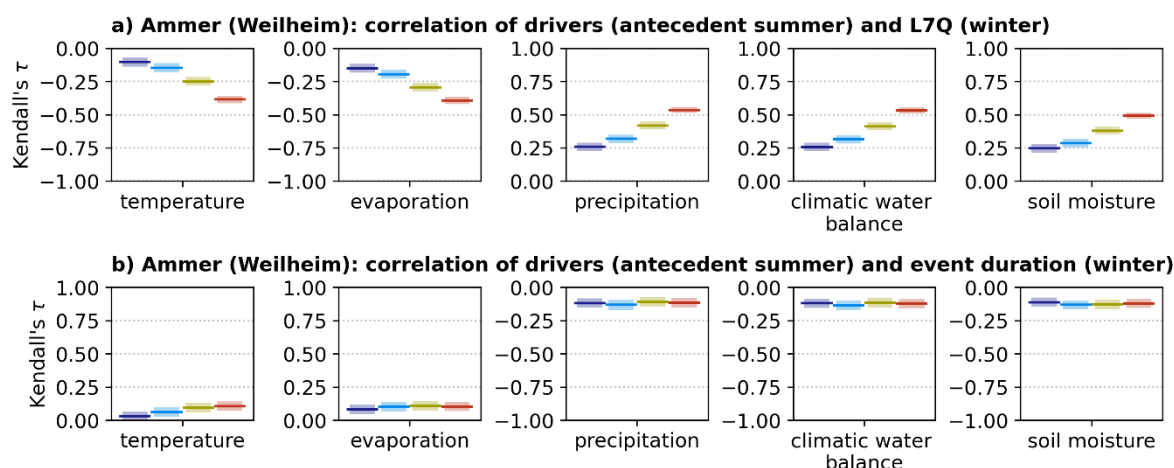 a) Ammer (Weilheim): correlation of drivers (antecedent summer) and L7Q (winter)
Kendall's τ
0.00 −0.25 −0.50 −0.75 −1.00
temperature
0.00 −0.25 −0.50 −0.75 −1.00
evaporation
1.00 0.75 0.50 0.25 0.00
precipitation
1.00 0.75 0.50 0.25 0.00
climatic water
balance
1.00 0.75 0.50 0.25 0.00
soil moisture
b) Ammer (Weilheim): correlation of drivers (antecedent summer) and event duration (winter)
Kendall's τ
1.00 0.75 0.50 0.25 0.00
temperature
1.00 0.75 0.50 0.25 0.00
evaporation
0.00 −0.25 −0.50 −0.75 −1.00
precipitation
0.00 −0.25 −0.50 −0.75 −1.00
climatic water
balance
0.00 −0.25 −0.50 −0.75 −1.00
soil moisture